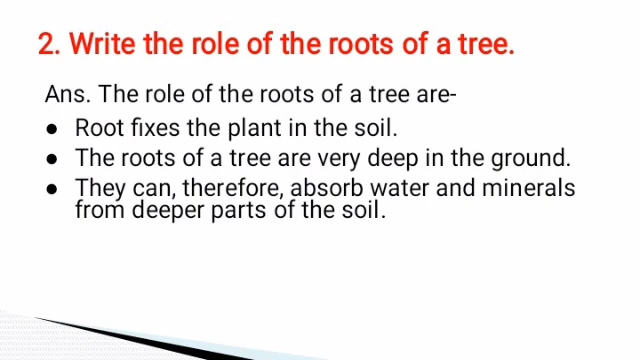 2. Write the role of the roots of a tree.
Ans. The role of the roots of a tree are-
● Root fixes the plant in the soil.
● The roots of a tree are very deep in the ground.
● They can, therefore, absorb water and minerals
from deeper parts of the soil.